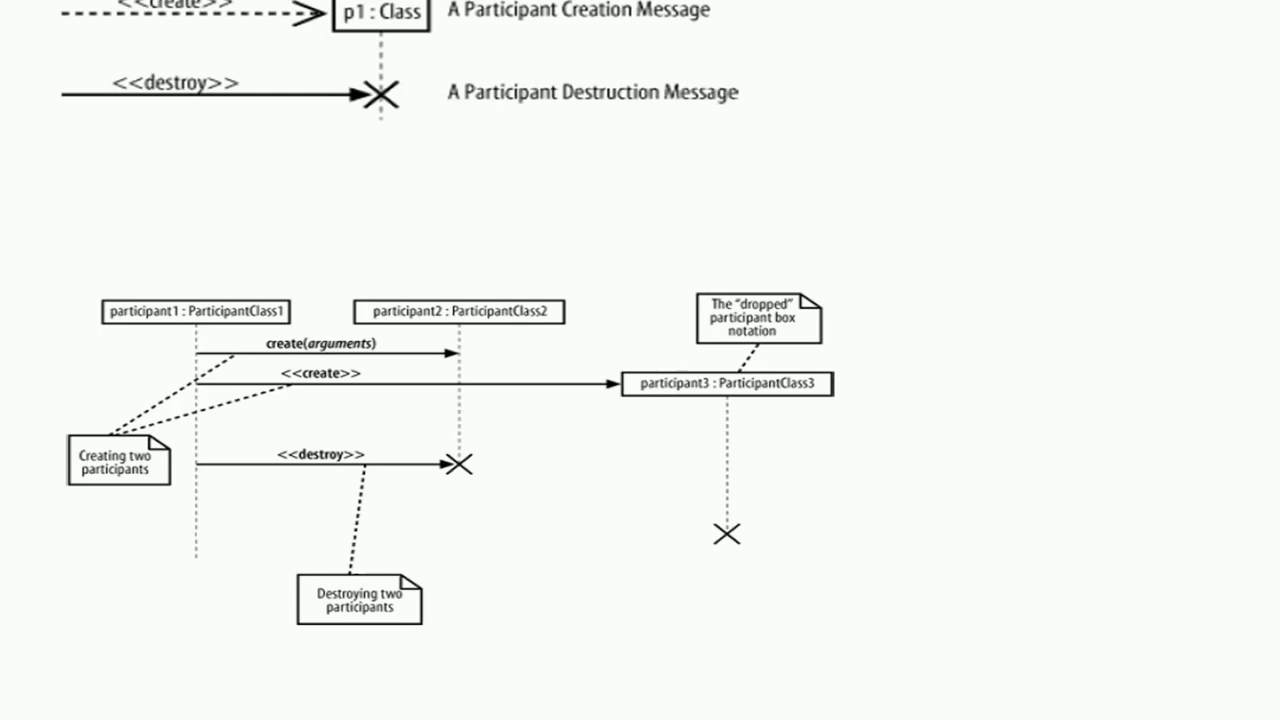 <<create>>
p1 : Class
A Participant Creation Message
<<destroy>>
A Participant Destruction Message
participant1 : ParticipantClass1
participant2 : ParticipantClass2
The “dropped”
participant box
notation
create(arguments)
<<create>>
participant3 : ParticipantClass3
Creating two
participants
<<destroy>>
Destroying two
participants